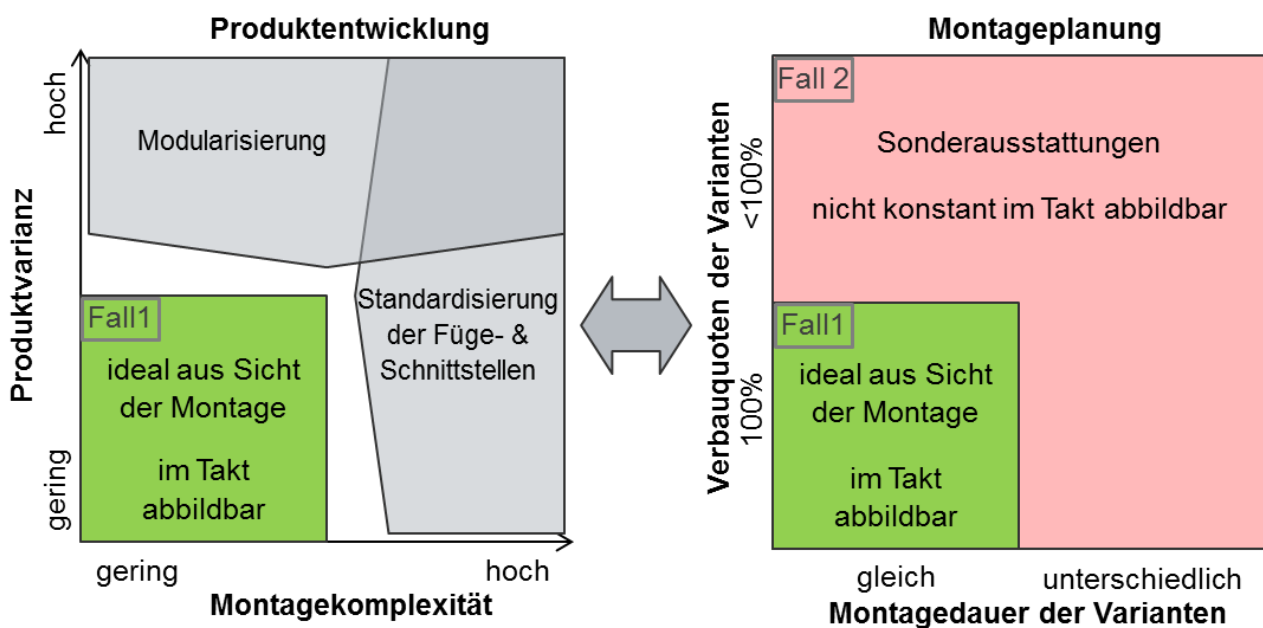 Produktentwicklung
hoch
Produktvarianz
gering
Modularisierung
Standardisierung
der Füge- &
Schnittstellen
Fall1
ideal aus Sicht
der Montage
im Takt
abbildbar
gering
hoch
Montagekomplexität
Montageplanung
Verbauquoten der Varianten
<100%
100%
Fall 2
Sonderausstattungen
nicht konstant im Takt abbildbar
Fall1
ideal aus Sicht
der Montage
im Takt
abbildbar
gleich
unterschiedlich
Montagedauer der Varianten